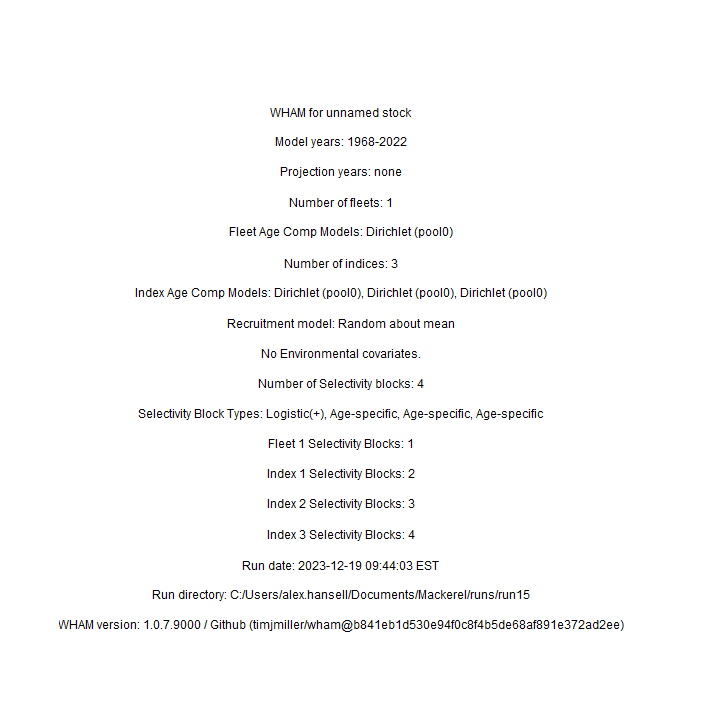 WHAM for unnamed stock
Model years: 1968-2022
Projection years: none
Number of fleets: 1
Fleet Age Comp Models: Dirichlet (pool0)
Number of indices: 3
Index Age Comp Models: Dirichlet (pool0), Dirichlet (pool0), Dirichlet (pool0)
Recruitment model: Random about mean
No Environmental covariates.
Number of Selectivity blocks: 4
Selectivity Block Types: Logistic(+), Age-specific, Age-specific, Age-specific
Fleet 1 Selectivity Blocks: 1
Index 1 Selectivity Blocks: 2
Index 2 Selectivity Blocks: 3
Index 3 Selectivity Blocks: 4
Run date: 2023-12-19 09:44:03 EST
Run directory: C:/Users/alex.hansell/Documents/Mackerel/runs/run15
WHAM version: 1.0.7.9000 / Github (timjmiller/wham@b841eb1d530e94f0c8f4b5de68af891e372ad2ee)